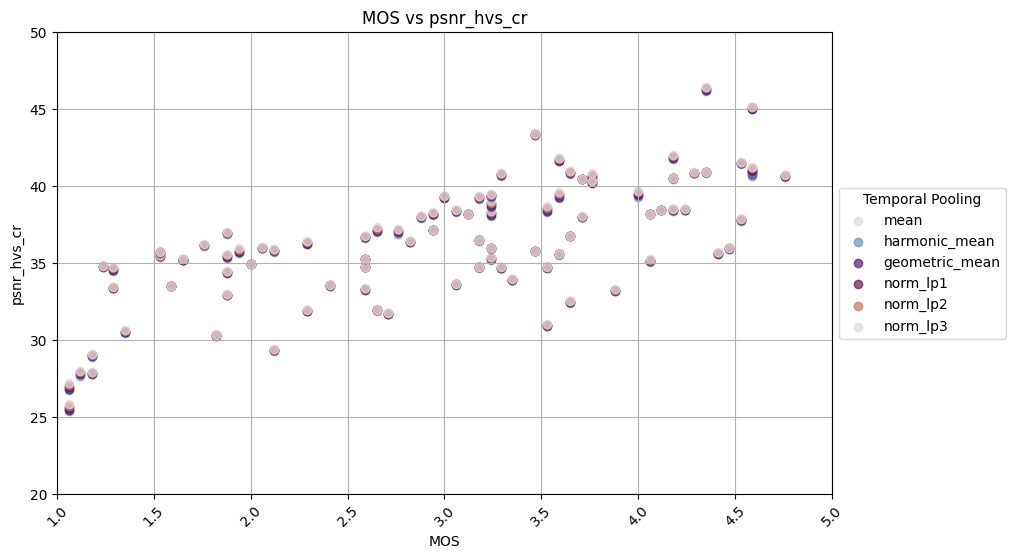 MOS vs psnr_hvs_cr
50
45
40
35
30
25
20
psnr_hvs_cr
1.0 1.5 2.0 2.5 3.0 3.5 4.0 4.5 5.0
MOS
Temporal Pooling
mean
harmonic_mean
geometric_mean
norm_lp1
norm_lp2
norm_lp3